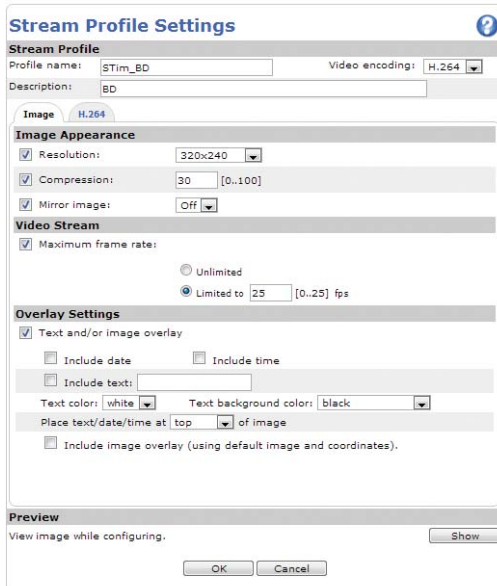 Stream Profile Settings
?
Stream Profile
Profile name: STim_BD Video encoding: H.264
Description: BD
Image H.264
Image Appearance
Resolution: 320x240
Compression: 30 [0..100]
Mirror image: Off
Video Stream
Maximum frame rate:
Unlimited
Limited to 25 [0..25] fps
Overlay Settings
Text and/or image overlay
Include date Include time
Include text:
Text color: white Text background color: black
Place text/date/time at top of image
Include image overlay (using default image and coordinates).
Preview
View image while configuring. Show
OK Cancel